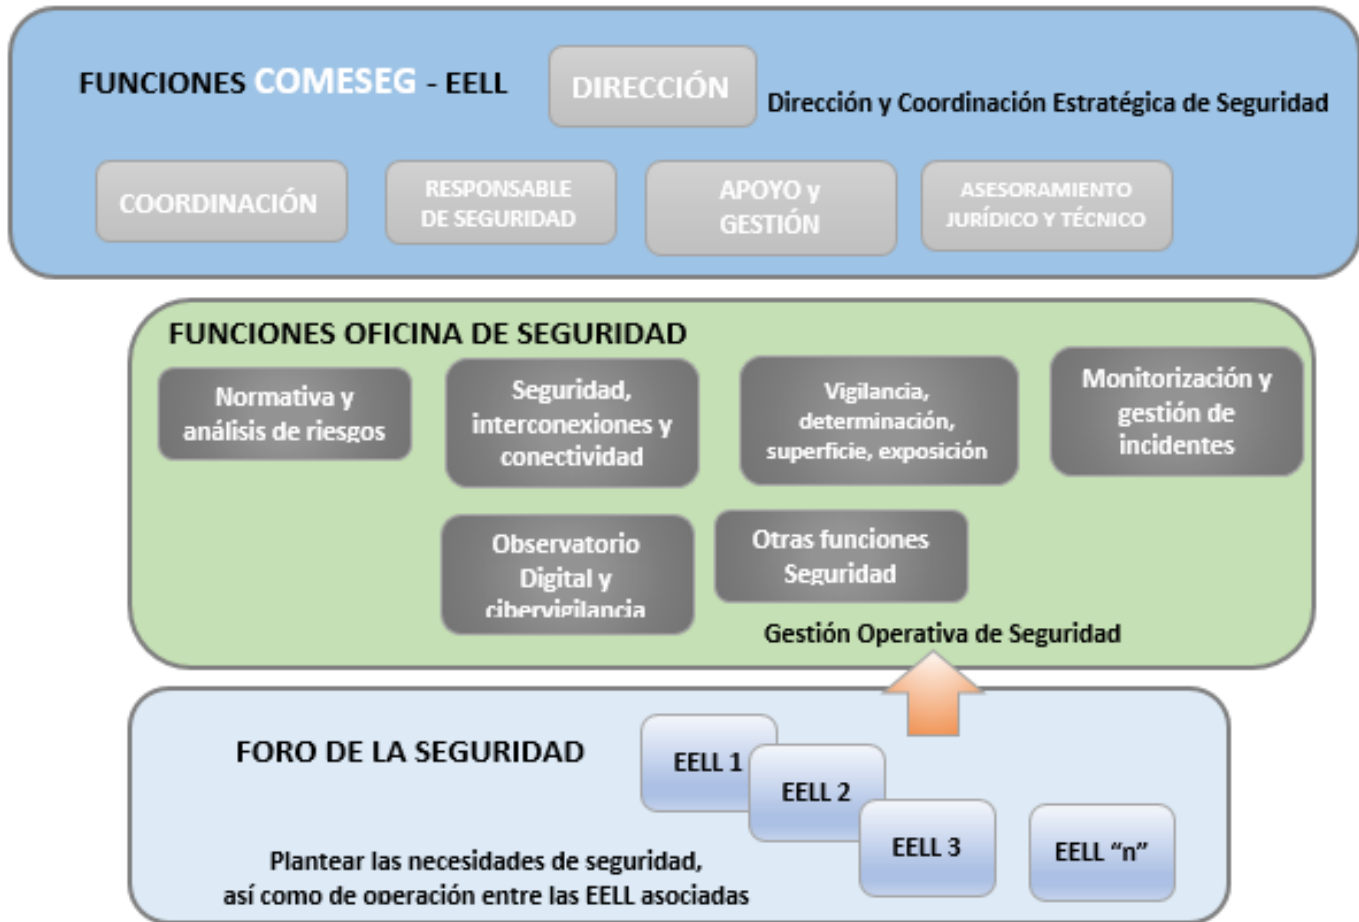 FUNCIONES COMESEG - EELL
DIRECCIÓN
Dirección y Coordinación Estratégica de Seguridad
COORDINACIÓN
RESPONSABLE
DE SEGURIDAD
APOYO y
GESTIÓN
ASESORAMIENTO
JURÍDICO Y TÉCNICO
FUNCIONES OFICINA DE SEGURIDAD
Normativa y
análisis de riesgos
Seguridad,
interconexiones y
conectividad
Vigilancia,
determinación,
superficie, exposición
Monitorización y
gestión de
incidentes
Observatorio
Digital y
cibervigilancia
Otras funciones
Seguridad
Gestión Operativa de Seguridad
FORO DE LA SEGURIDAD
EELL 1
EELL 2
EELL 3
EELL “n”
Plantear las necesidades de seguridad,
así como de operación entre las EELL asociadas